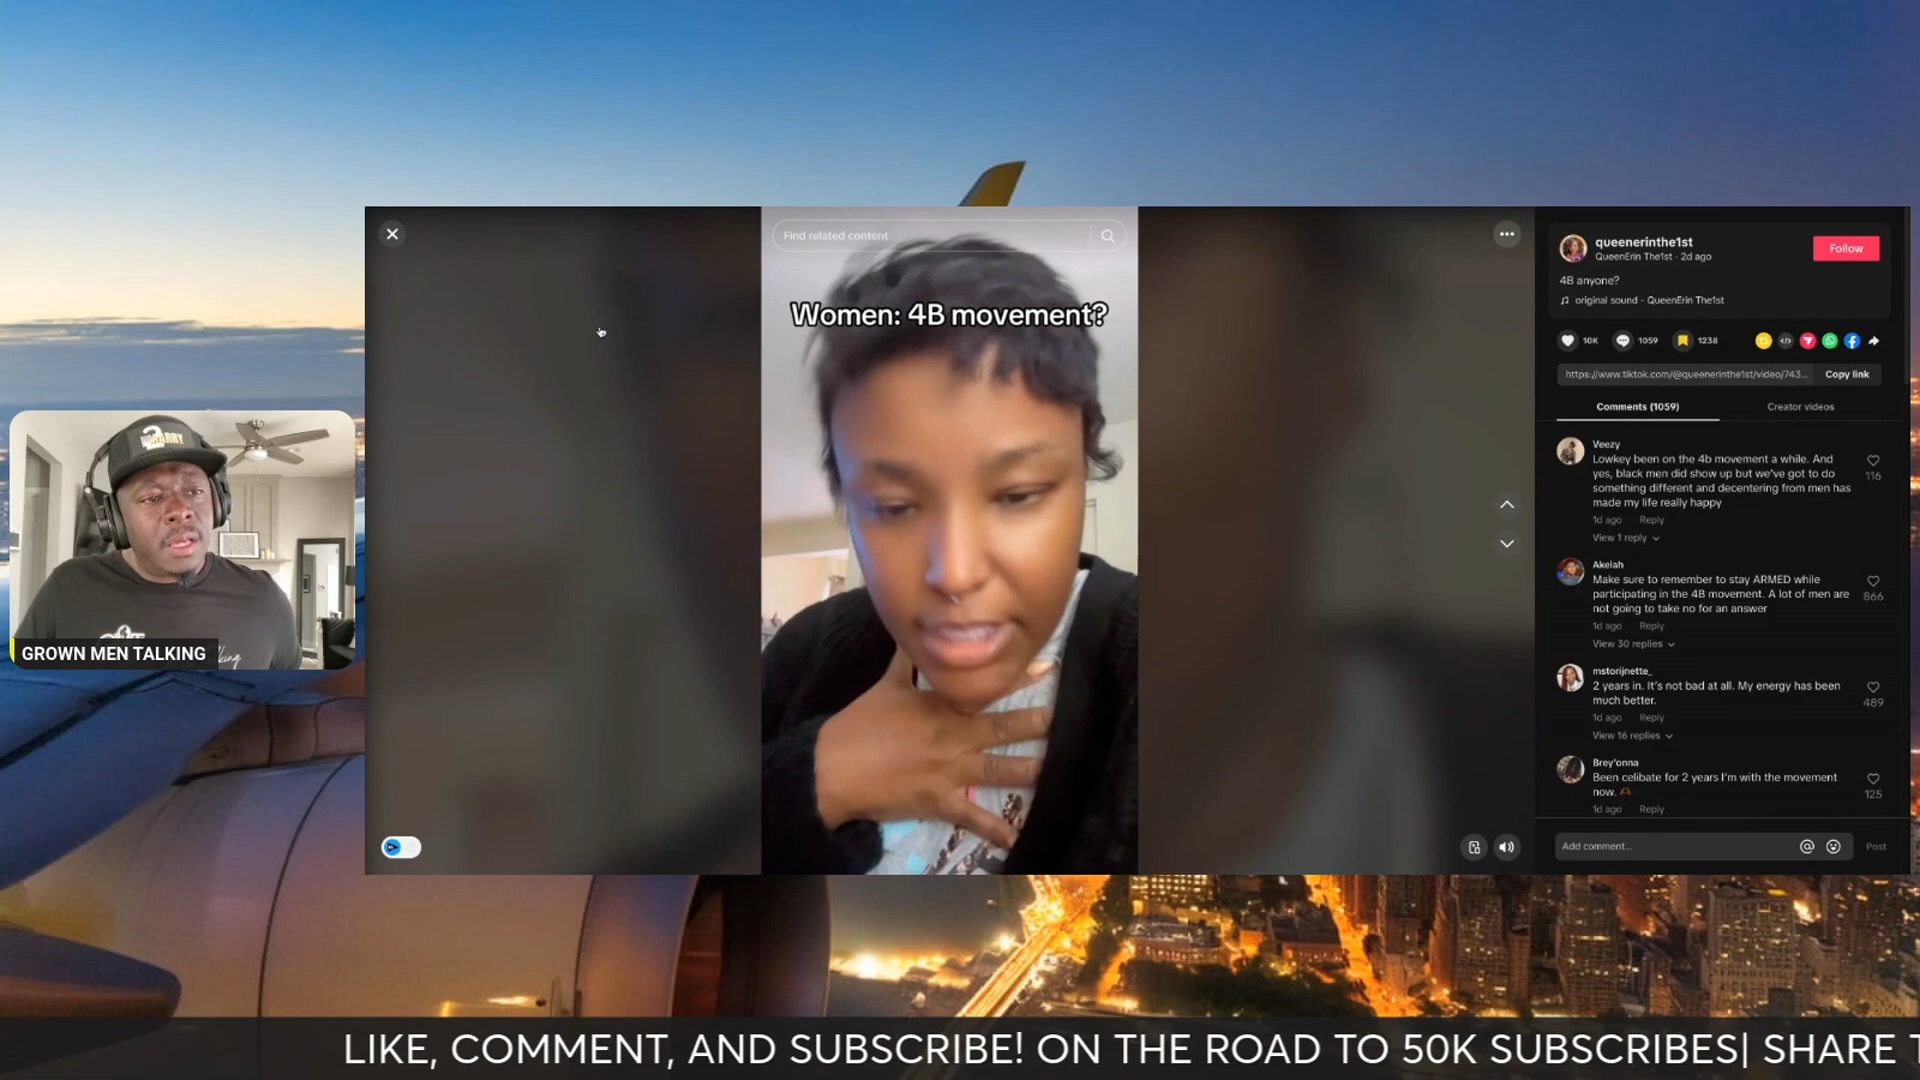 Find related content
Women: 4B movement?
queenerinthe1st
QueenErin The1st · 2d ago
Follow
4B anyone?
original sound - QueenErin The1st
10K
1059
1238
https://www.tiktok.com/@queenerinthe1st/video/743...
Copy link
Comments (1059)
Creator videos
Veezy
Lowkey been on the 4b movement a while. And
yes, black men did show up but we've got to do
something different and decentering from men has
made my life really happy
116
1d ago
Reply
View 1 reply
Akelah
Make sure to remember to stay ARMED while
participating in the 4B movement. A lot of men are
not going to take no for an answer
866
1d ago
Reply
View 30 replies
mstorijnette_
2 years in. It's not bad at all. My energy has been
much better.
489
1d ago
Reply
View 16 replies
Brey'onna
Been celibate for 2 years I'm with the movement
now.
125
1d ago
Reply
Add comment...
Post
GROWN MEN TALKING
LIKE, COMMENT, AND SUBSCRIBE! ON THE ROAD TO 50K SUBSCRIBES| SHARE